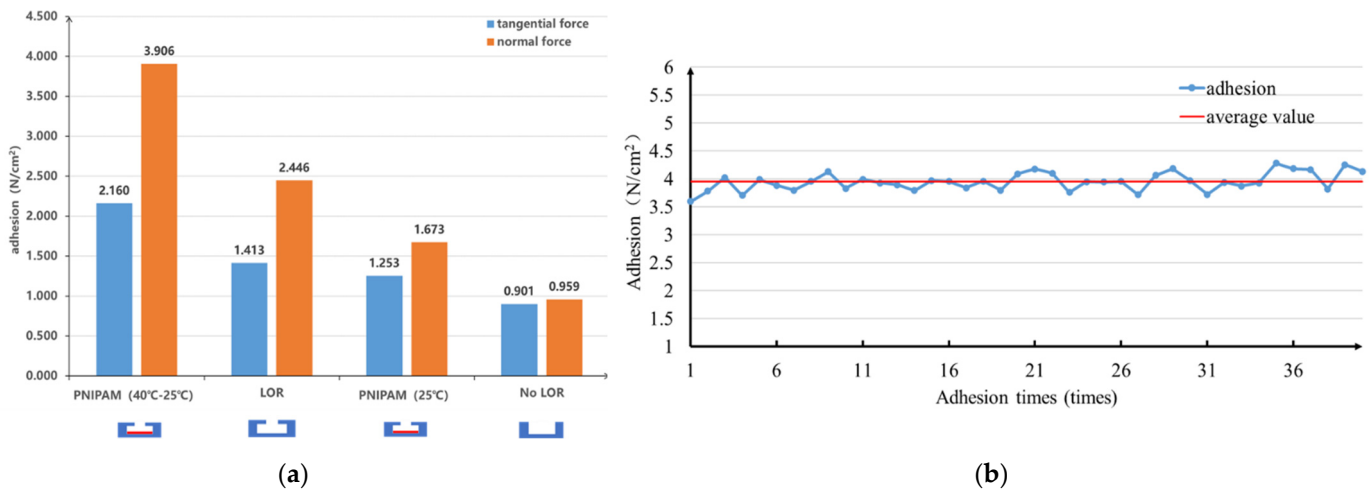 4.500
4.000
3.500
3.000
2.500
2.000
1.500
1.000
0.500
0.000
adhesion (N/cm²)
tangential force
normal force
2.160
3.906
1.413
2.446
1.253
1.673
0.901
0.959
PNIPAM (40℃-25℃)
LOR
PNIPAM (25℃)
No LOR
(a)
6
5.5
5
4.5
4
3.5
3
2.5
2
1.5
1
Adhesion（N/cm²）
adhesion
average value
1 6 11 16 21 26 31 36
Adhesion times (times)
(b)